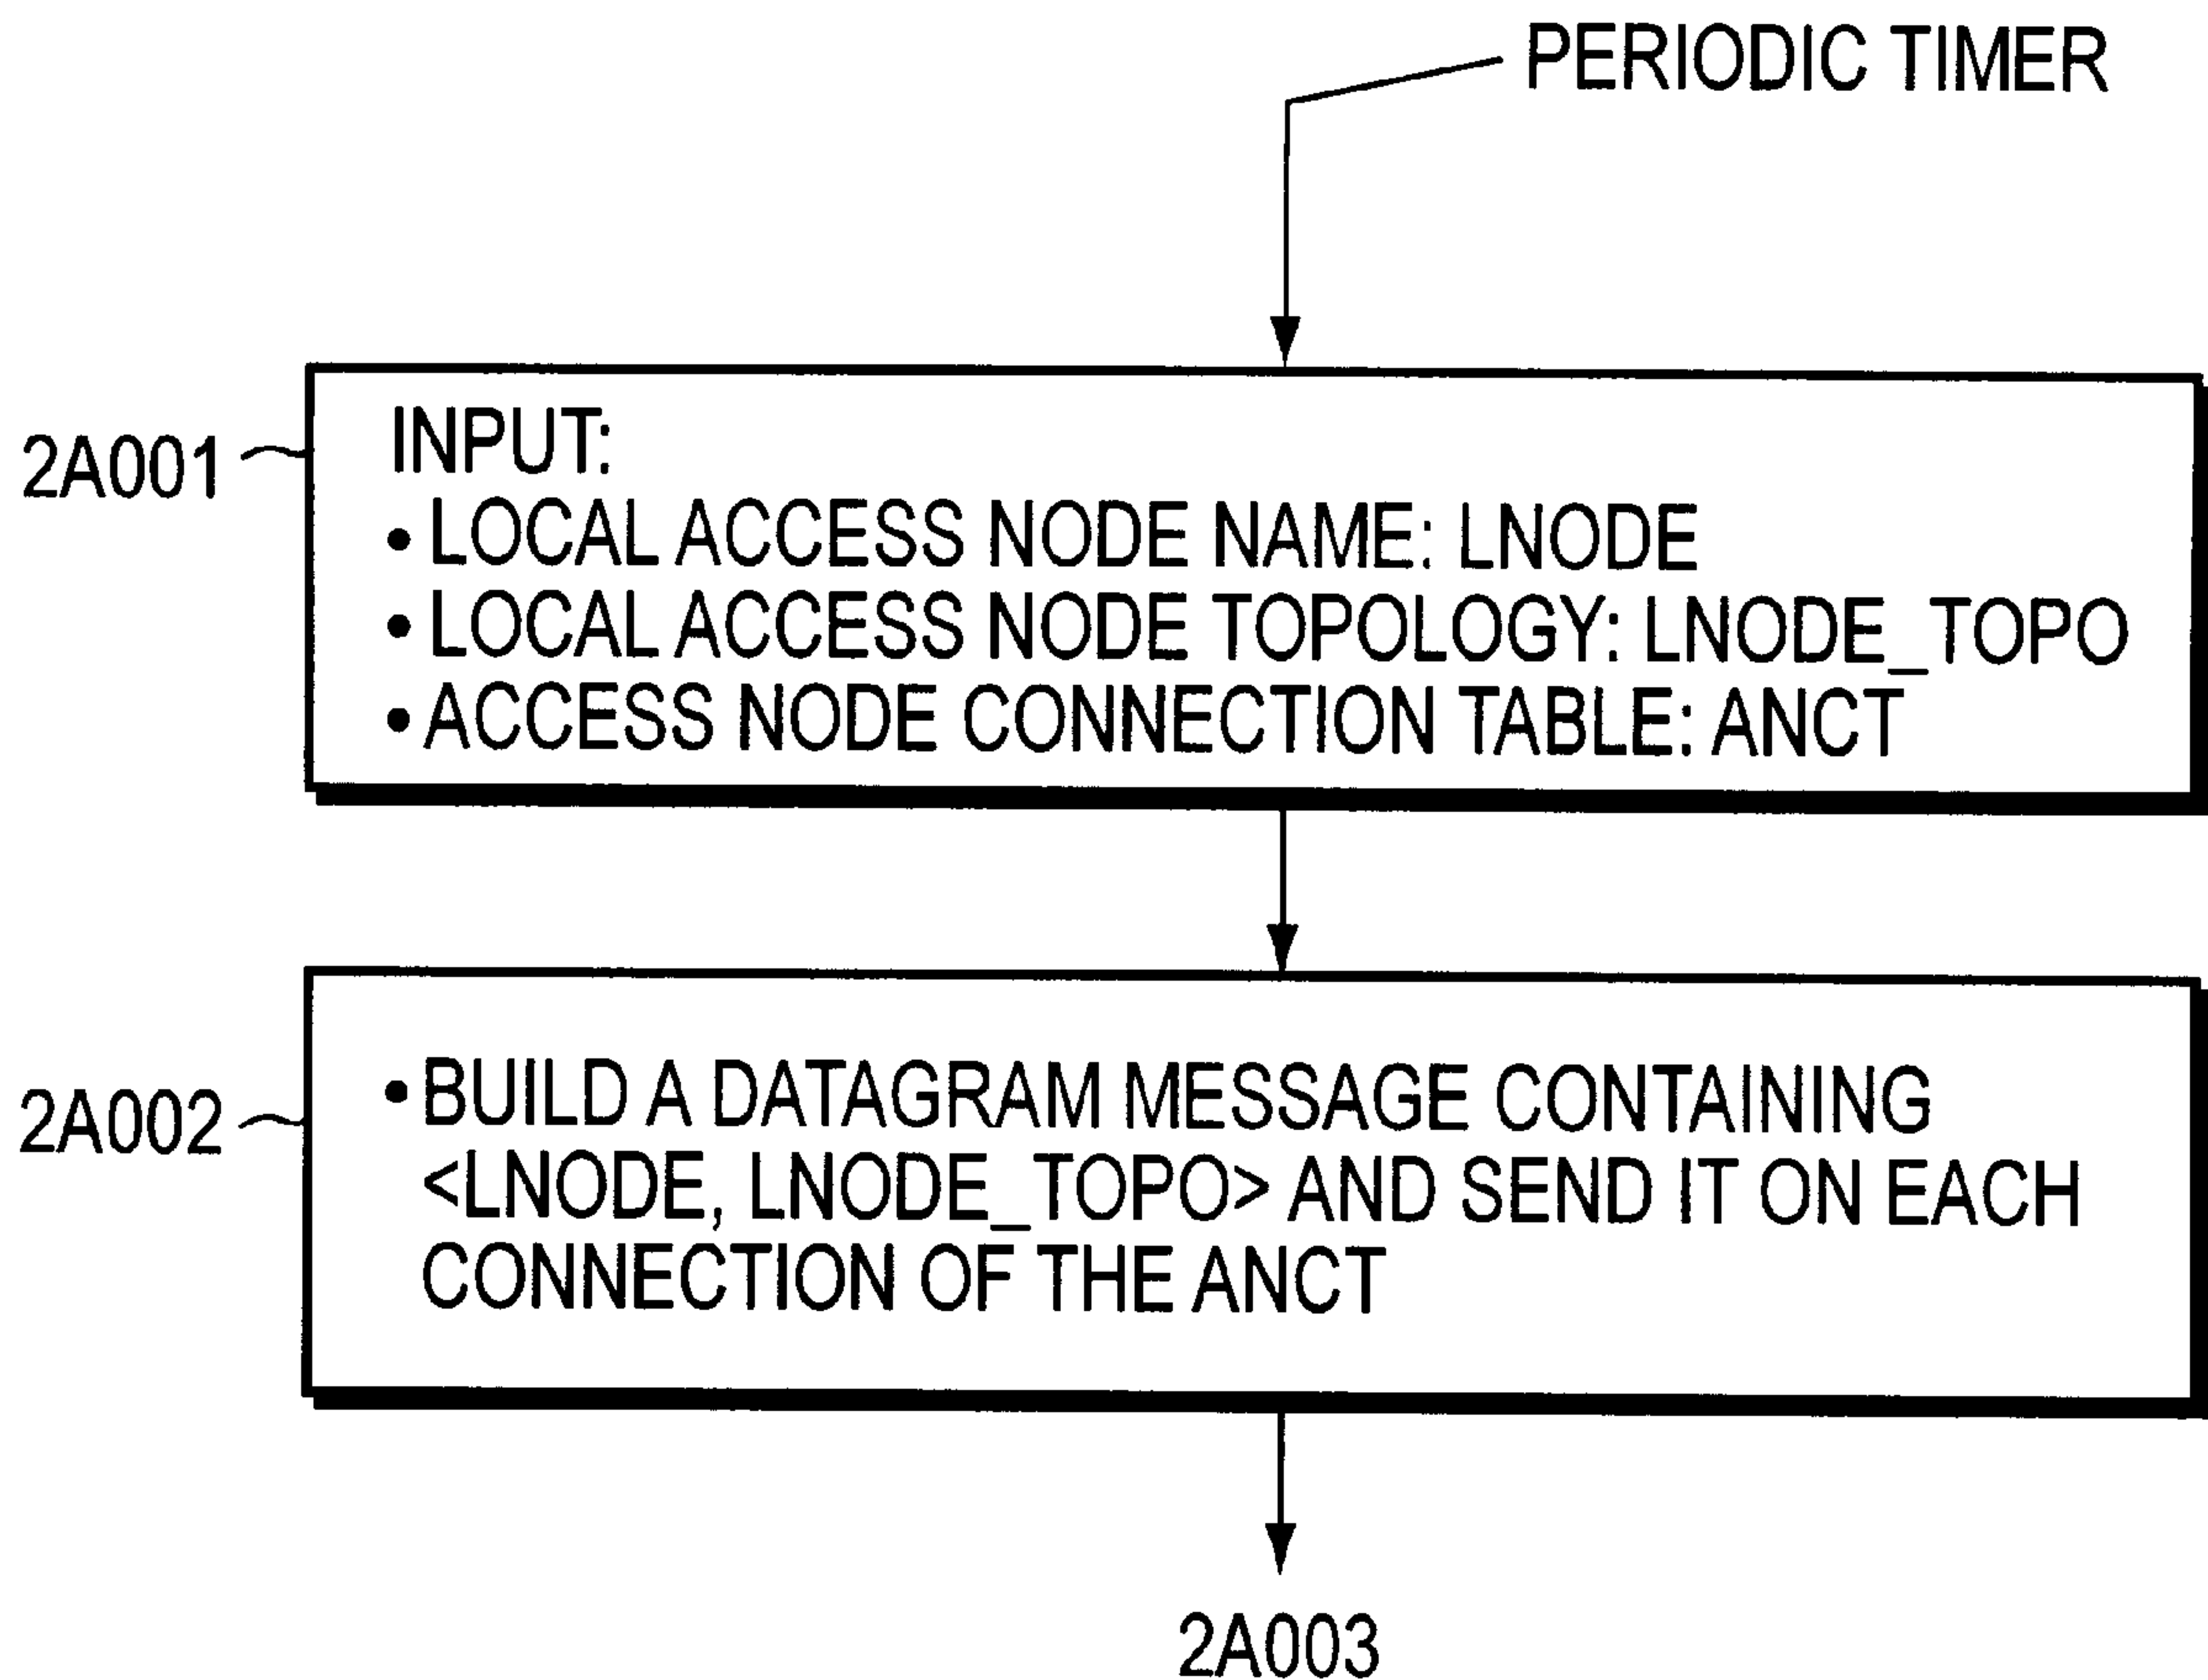 PERIODIC TIMER
2A001
INPUT:
• LOCAL ACCESS NODE NAME: LNODE
• LOCAL ACCESS NODE TOPOLOGY: LNODE_TOPO
• ACCESS NODE CONNECTION TABLE: ANCT
2A002
• BUILD A DATAGRAM MESSAGE CONTAINING
<LNODE, LNODE_TOPO> AND SEND IT ON EACH
CONNECTION OF THE ANCT
2A003